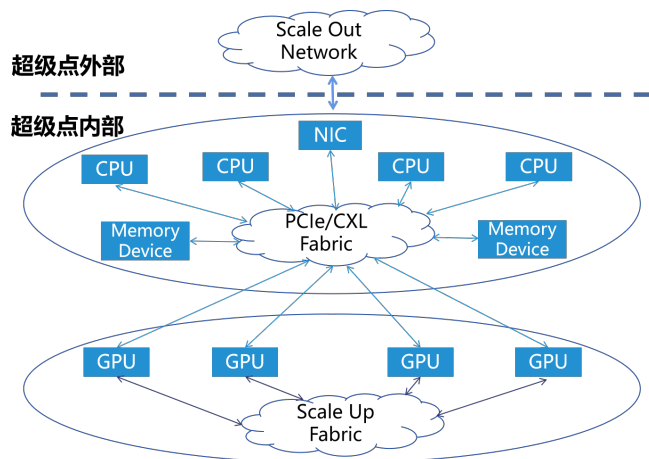 Scale Out
Network
超级点外部
超级点内部
NIC
CPU
CPU
CPU
CPU
PCIe/CXL
Fabric
Memory
Device
Memory
Device
GPU
GPU
GPU
GPU
Scale Up
Fabric